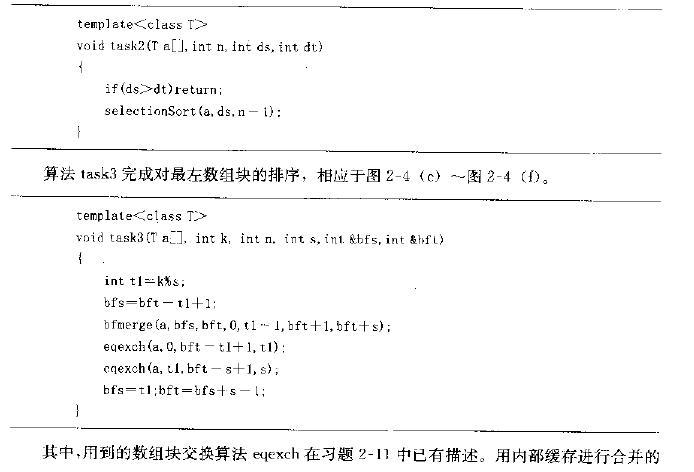 template<class T>
void task2(T a[],int n,int ds,int dt)
{
if(ds>dt)return;
selectionSort(a,ds,n-1);
}
算法 task3 完成对最左数组块的排序，相应于图 2-4 (c) ～图 2-4 (f)。
template<class T>
void task3(T a[], int k, int n, int s,int &bfs,int &bft)
{
int t1=k%s;
bfs=bft-t1+1;
bfmerge(a,bfs,bft,0,t1-1,bft+1,bft+s);
eqexch(a,0,bft-t1+1,t1);
eqexch(a,t1,bft-s+1,s);
bfs=t1;bft=bfs+s-1;
}
其中,用到的数组块交换算法 eqexch 在习题 2-11 中已有描述。用内部缓存进行合并的